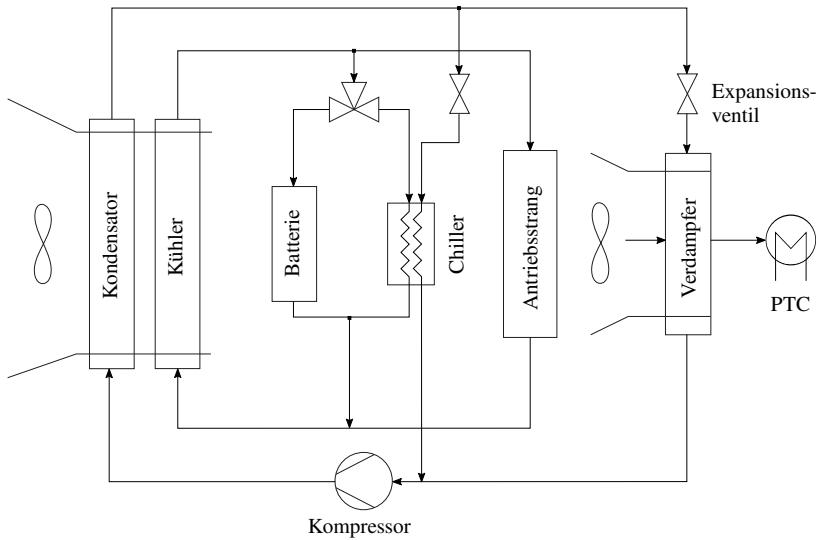 Expansions-
ventil
Kondensator
Kühler
Batterie
Chiller
Antriebsstrang
Verdampfer
PTC
Kompressor